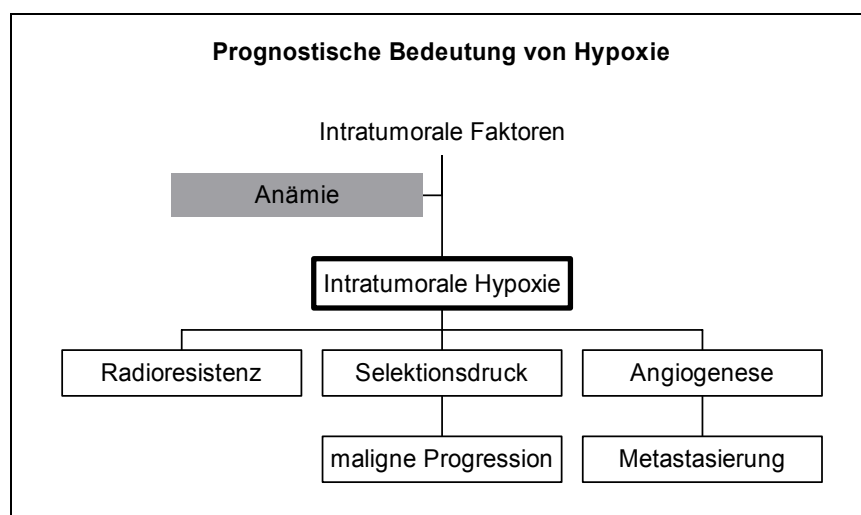 Prognostische Bedeutung von Hypoxie
Intratumorale Faktoren
Anämie
Intratumorale Hypoxie
Radioresistenz
Selektionsdruck
Angiogenese
maligne Progression
Metastasierung